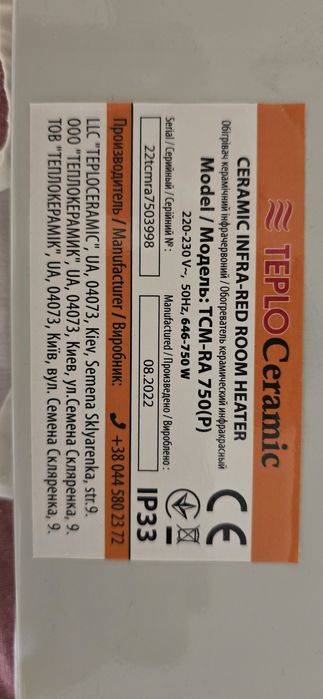 TEPLOCeramic
CERAMIC INFRA-RED ROOM HEATER
Обігрівач керамічний інфрачервоний / Обогреватель керамический инфракрасный
Model / Модель: TCM-RA 750(P)
220-230 V~, 50Hz, 646-750 W
CE
Serial / Серийный / Серійний № :
22tcmra7503998
Manufactured / Произведено / Вироблено :
08.2022
IP33
Производитель / Manufacturer / Виробник:
+38 044 580 23 72
LLC "TEPLOCERAMIC", UA, 04073, Kiev, Semena Sklyarenka, str.9.
ООО "ТЕПЛОКЕРАМИК", UA, 04073, Киев, ул.Семена Скляренка, 9.
ТОВ "ТЕПЛОКЕРАМІК", UA, 04073, Київ, вул. Семена Скляренка, 9.